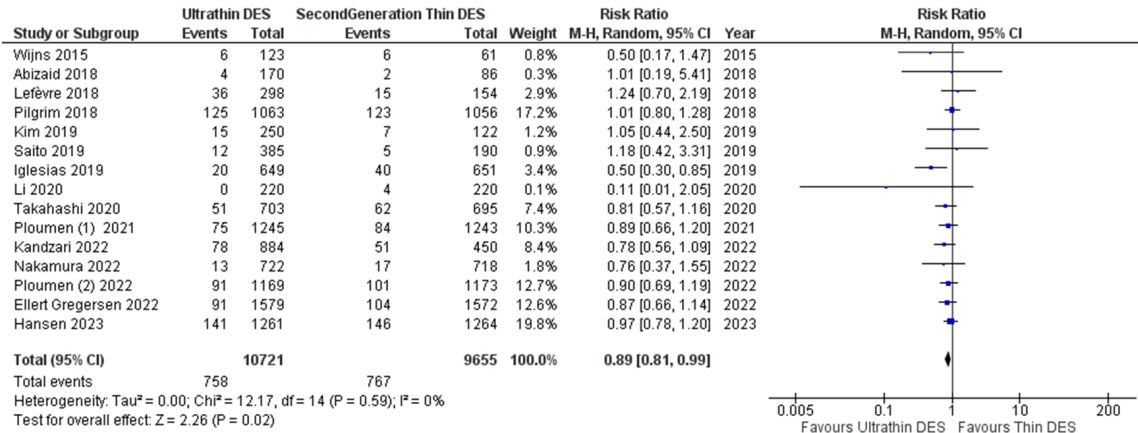 Ultrathin DES SecondGeneration Thin DES Risk Ratio Risk Ratio
Study or Subgroup Events Total Events Total Weight M-H, Random, 95% CI Year M-H, Random, 95% CI
Wijns 2015 6 123 6 61 0.8% 0.50 [0.17, 1.47] 2015
Abizaid 2018 4 170 2 86 0.3% 1.01 [0.19, 5.41] 2018
Lefèvre 2018 36 298 15 154 2.9% 1.24 [0.70, 2.19] 2018
Pilgrim 2018 125 1063 123 1056 17.2% 1.01 [0.80, 1.28] 2018
Kim 2019 15 250 7 122 1.2% 1.05 [0.44, 2.50] 2019
Saito 2019 12 385 5 190 0.9% 1.18 [0.42, 3.31] 2019
Iglesias 2019 20 649 40 651 3.4% 0.50 [0.30, 0.85] 2019
Li 2020 0 220 4 220 0.1% 0.11 [0.01, 2.05] 2020
Takahashi 2020 51 703 62 695 7.4% 0.81 [0.57, 1.16] 2020
Ploumen (1) 2021 75 1245 84 1243 10.3% 0.89 [0.66, 1.20] 2021
Kandzari 2022 78 884 51 450 8.4% 0.78 [0.56, 1.09] 2022
Nakamura 2022 13 722 17 718 1.8% 0.76 [0.37, 1.55] 2022
Ploumen (2) 2022 91 1169 101 1173 12.7% 0.90 [0.69, 1.19] 2022
Ellert Gregersen 2022 91 1579 104 1572 12.6% 0.87 [0.66, 1.14] 2022
Hansen 2023 141 1261 146 1264 19.8% 0.97 [0.78, 1.20] 2023
Total (95% CI) 10721 9655 100.0% 0.89 [0.81, 0.99]
Total events 758 767
Heterogeneity: Tau² = 0.00; Chi² = 12.17, df = 14 (P = 0.59); I² = 0%
Test for overall effect: Z = 2.26 (P = 0.02)
0.005 0.1 1 10 200
Favours Ultrathin DES Favours Thin DES